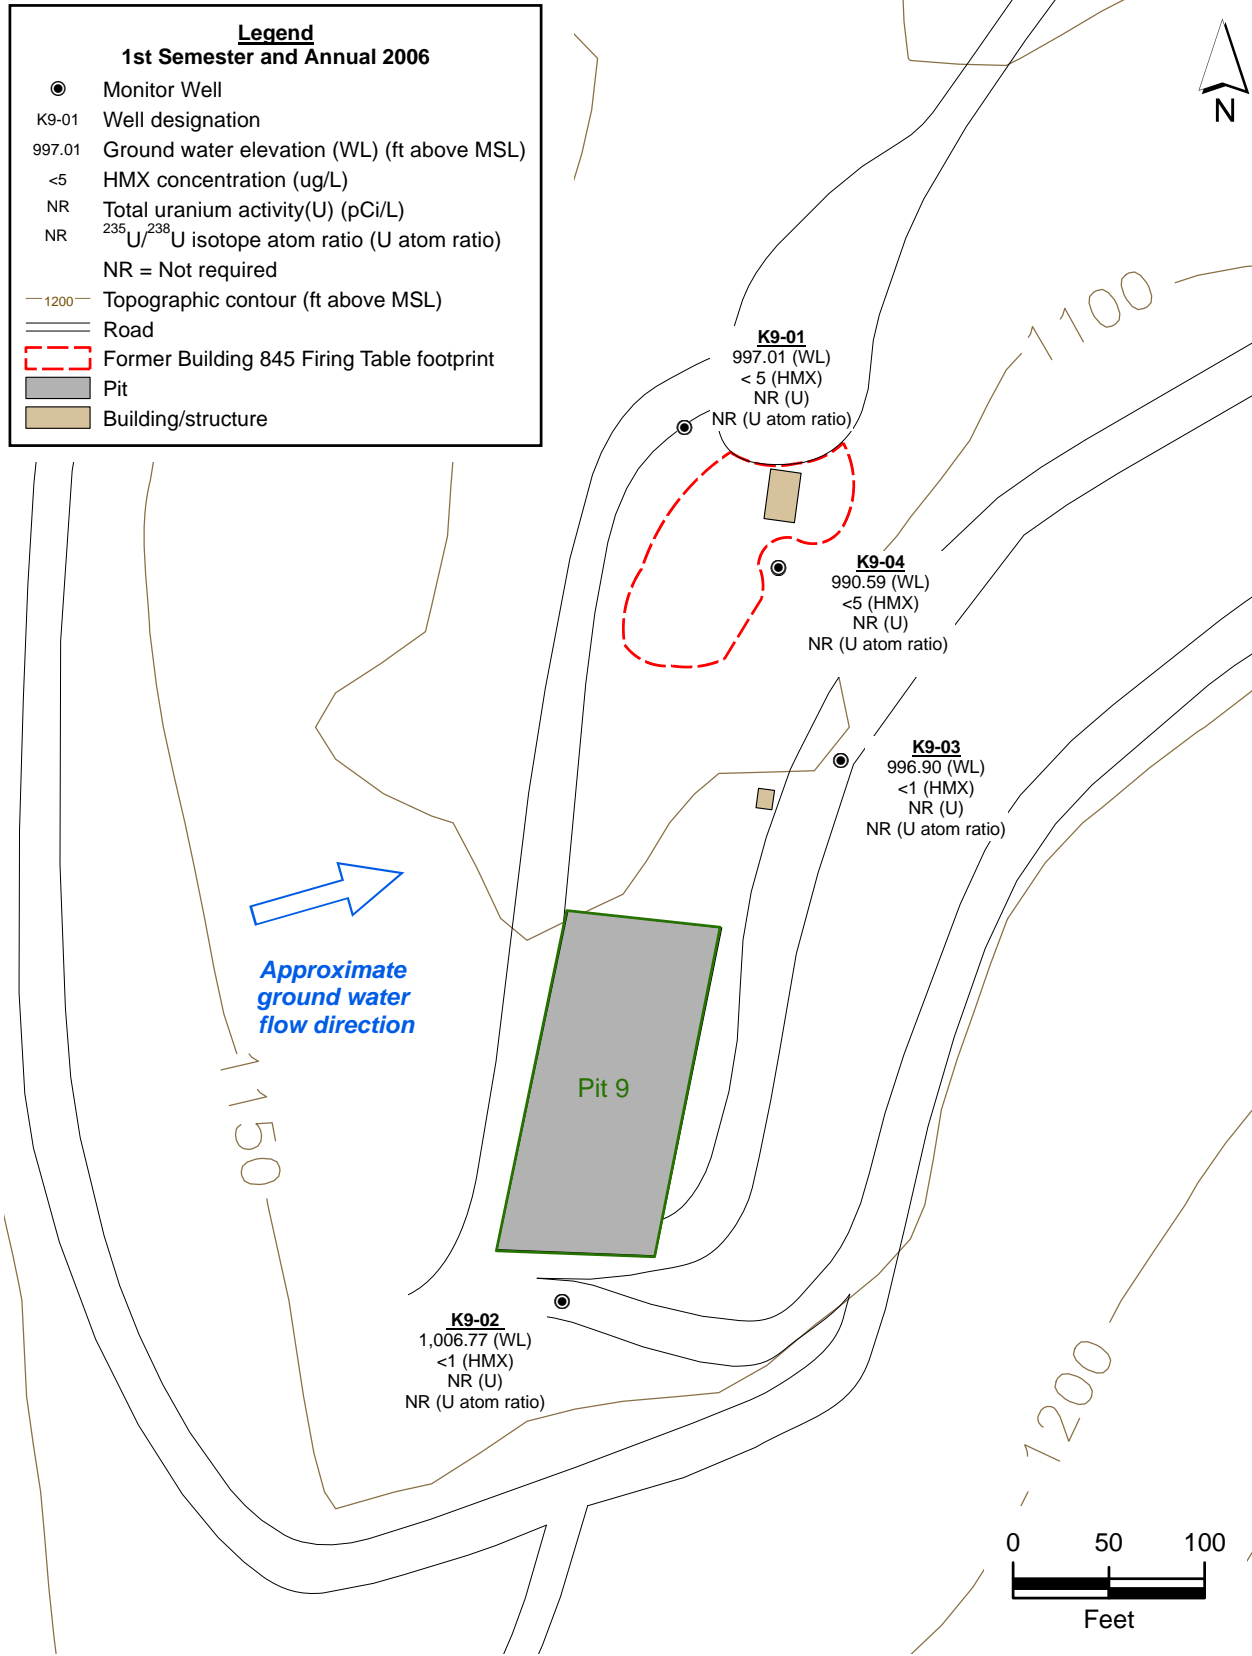 Legend
1st Semester and Annual 2006
Monitor Well
K9-01 Well designation
997.01 Ground water elevation (WL) (ft above MSL)
<5 HMX concentration (ug/L)
NR Total uranium activity(U) (pCi/L)
NR 235U/238U isotope atom ratio (U atom ratio)
NR = Not required
1200 Topographic contour (ft above MSL)
Road
Former Building 845 Firing Table footprint
Pit
Building/structure
N
1100
K9-01
997.01 (WL)
< 5 (HMX)
NR (U)
NR (U atom ratio)
K9-04
990.59 (WL)
<5 (HMX)
NR (U)
NR (U atom ratio)
K9-03
996.90 (WL)
<1 (HMX)
NR (U)
NR (U atom ratio)
Approximate
ground water
flow direction
1150
Pit 9
K9-02
1,006.77 (WL)
<1 (HMX)
NR (U)
NR (U atom ratio)
1200
0 50 100
Feet